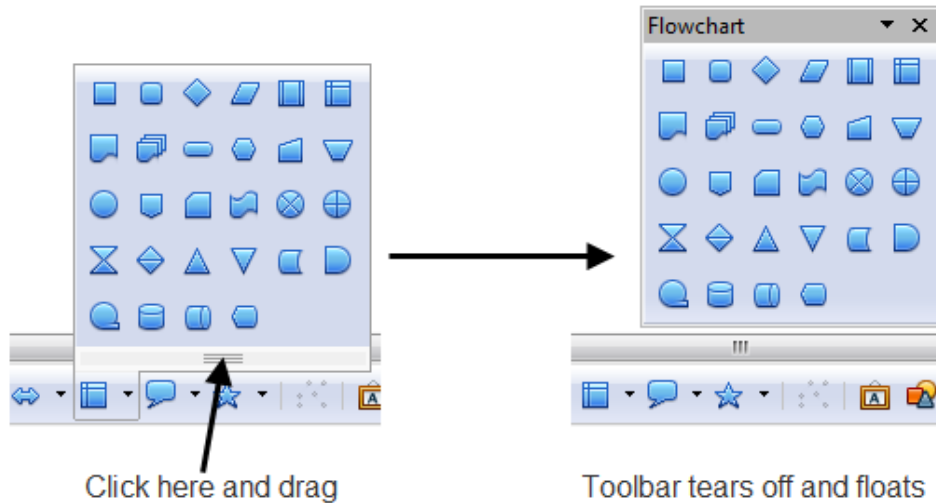 Flowchart
A
A
Click here and drag
Toolbar tears off and floats